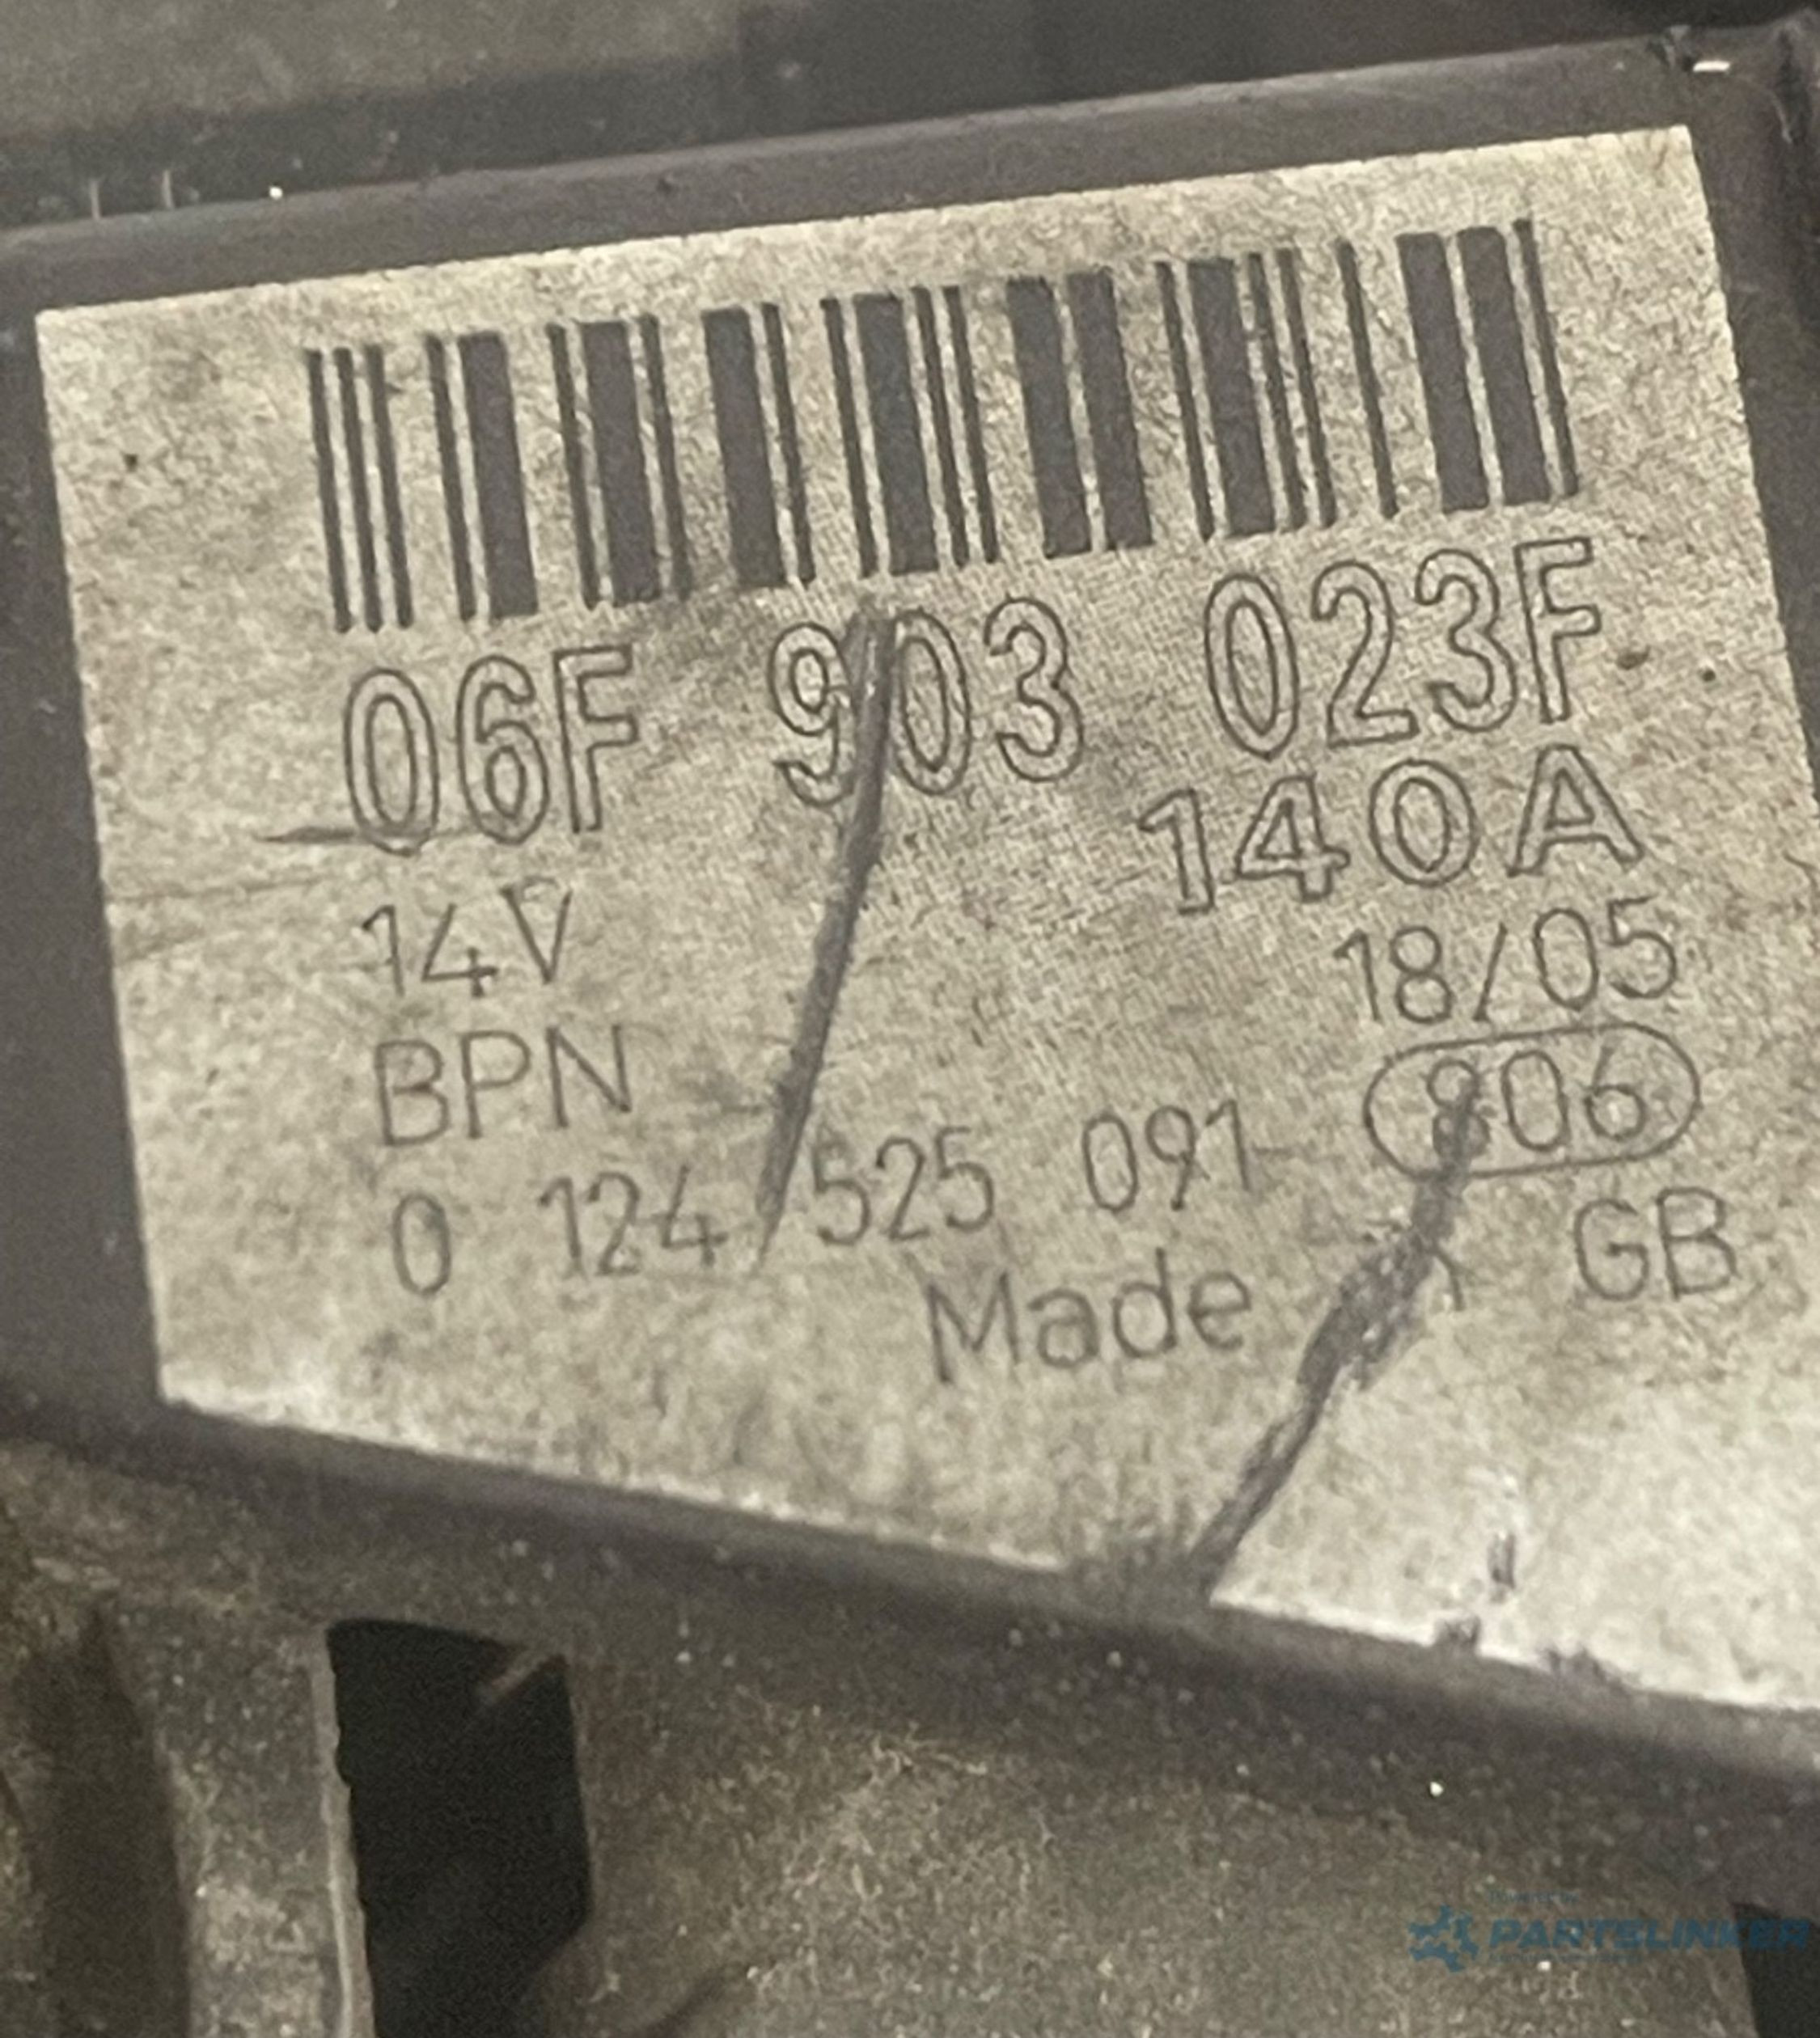 06F 903 023F
14V 140A
18/05
BPN 806
0 124 525 091
Made GB
PARTSLINKER